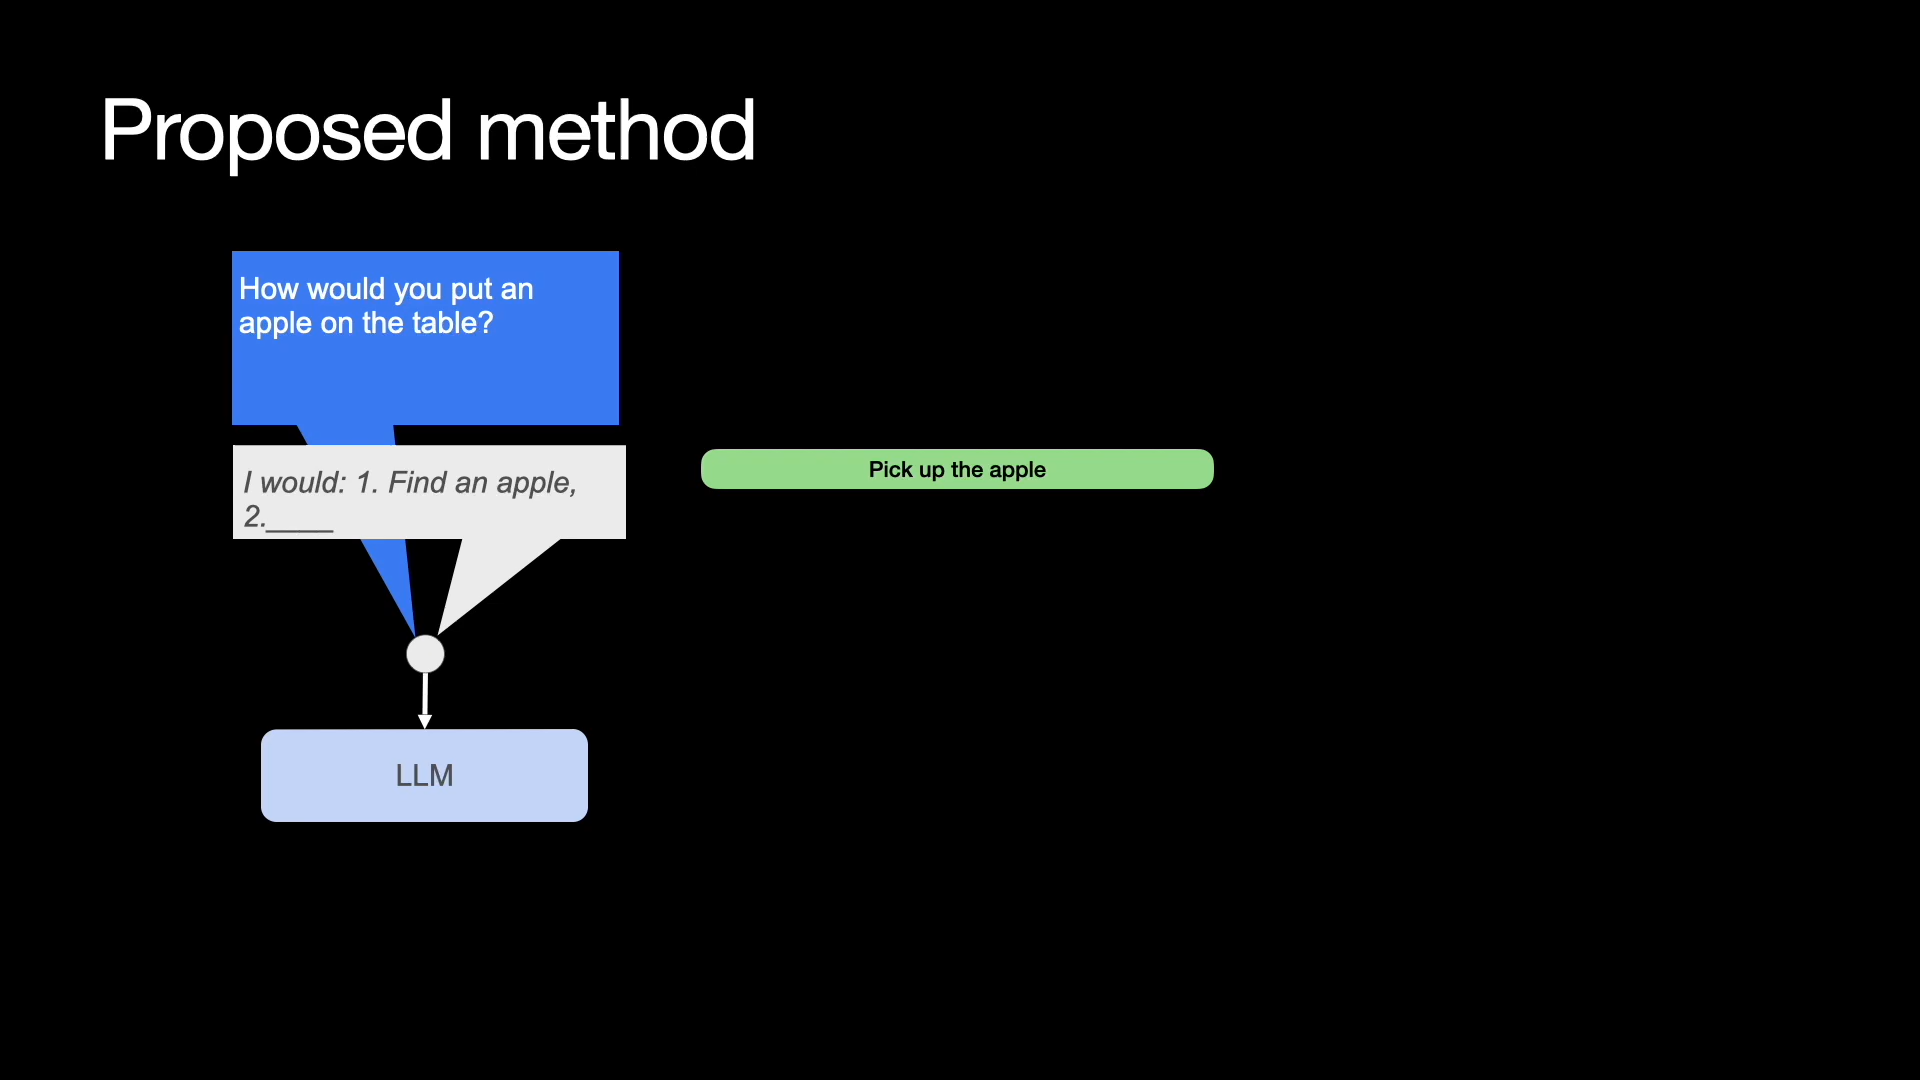 Proposed method
How would you put an
apple on the table?
I would: 1. Find an apple,
2.____
Pick up the apple
LLM